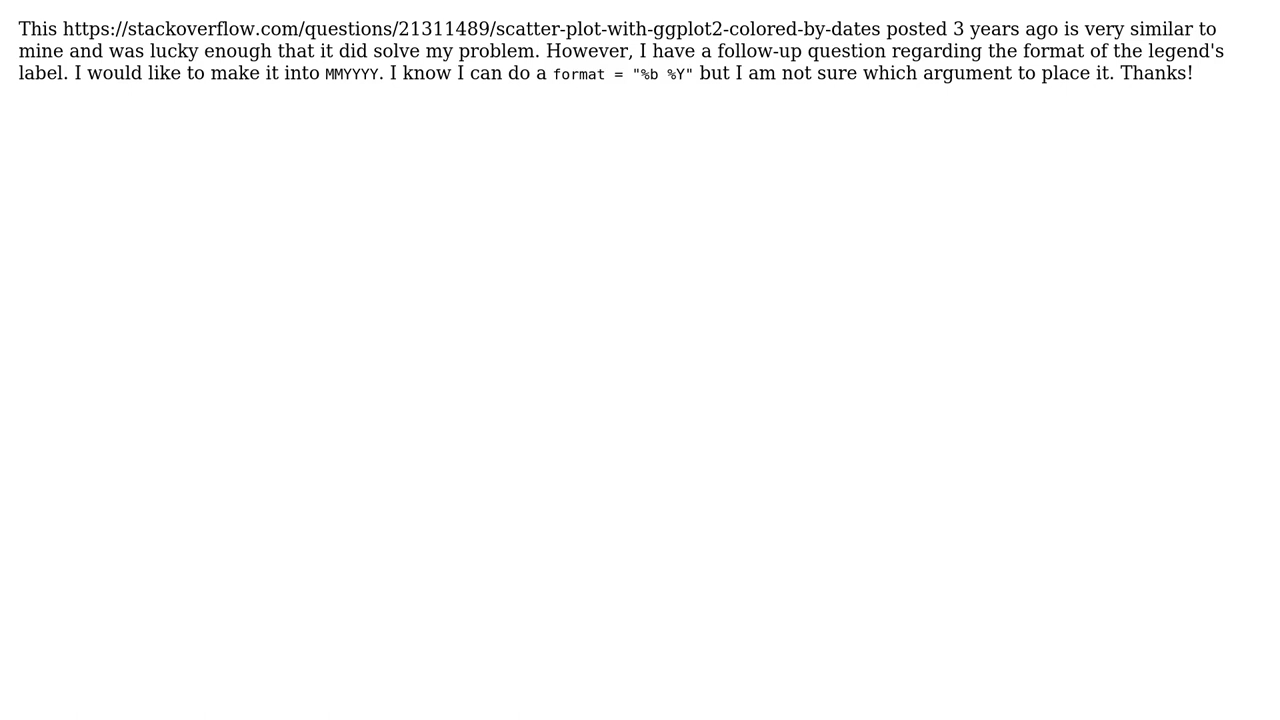 This https://stackoverflow.com/questions/21311489/scatter-plot-with-ggplot2-colored-by-dates posted 3 years ago is very similar to
mine and was lucky enough that it did solve my problem. However, I have a follow-up question regarding the format of the legend's
label. I would like to make it into MMYYYY. I know I can do a format = "%b %Y" but I am not sure which argument to place it. Thanks!